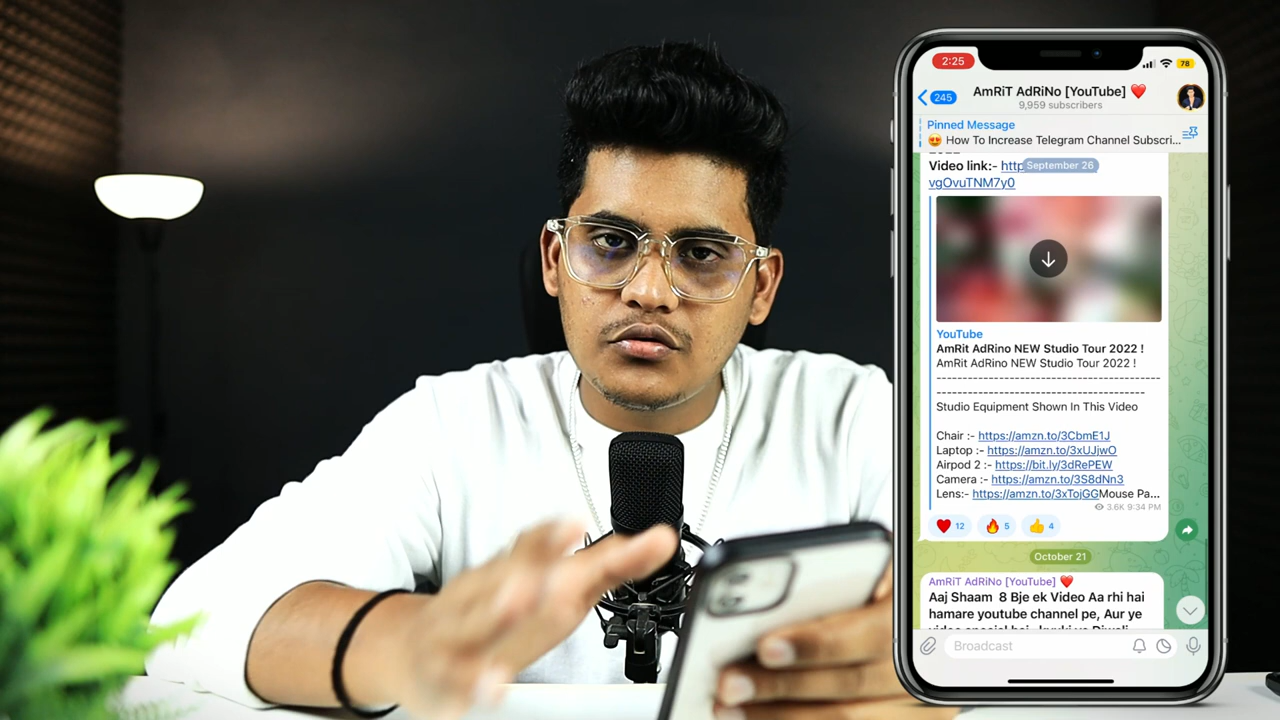 2:25
78
245
AmRiT AdRiNo [YouTube] ❤️
9,959 subscribers
Pinned Message
😍 How To Increase Telegram Channel Subscri...
Video link:- http
September 26
vgOvuTNM7y0
YouTube
AmRit AdRino NEW Studio Tour 2022 !
AmRit AdRino NEW Studio Tour 2022 !
--------------------------------------------
-----------------------------------------
Studio Equipment Shown In This Video
Chair :- https://amzn.to/3CbmE1J
Laptop :- https://amzn.to/3xUJjwO
Airpod 2 :- https://bit.ly/3dRePEW
Camera :- https://amzn.to/3S8dNn3
Lens:- https://amzn.to/3xTojGGMouse Pa...
3.6K 9:34 PM
❤️ 12 🔥 5 👍 4
October 21
AmRiT AdRiNo [YouTube] ❤️
Aaj Shaam 8 Bje ek Video Aa rhi hai
hamare youtube channel pe, Aur ye
Broadcast